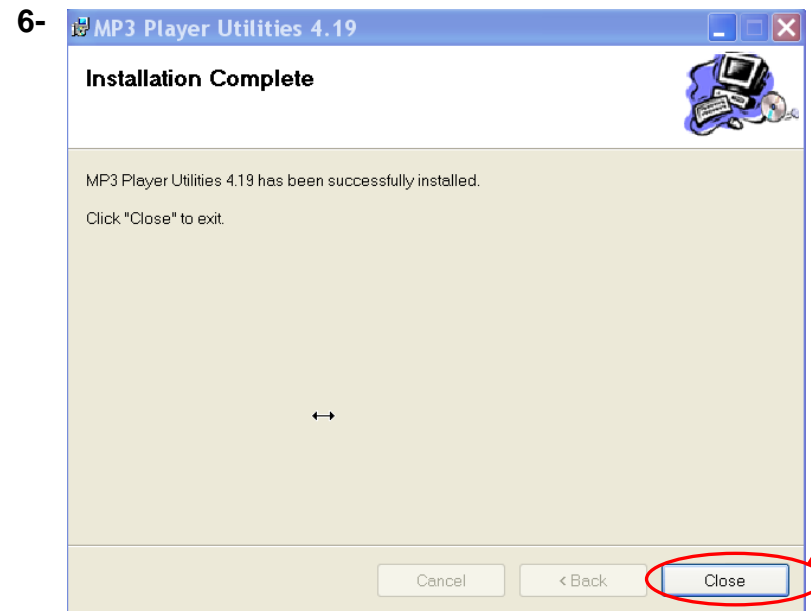 6-
MP3 Player Utilities 4.19
Installation Complete
MP3 Player Utilities 4.19 has been successfully installed.
Click "Close" to exit.
Cancel
< Back
Close